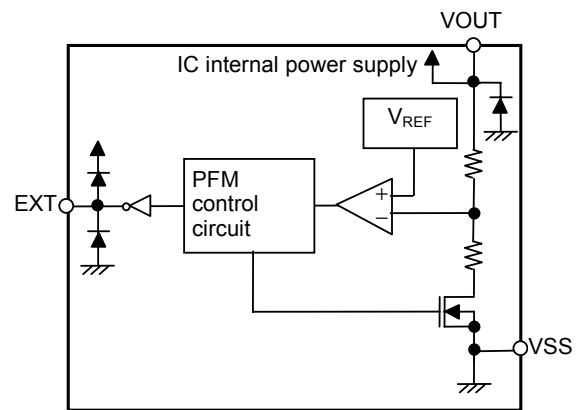 VOUT
IC internal power supply
VREF
PFM
control
circuit
+
−
EXT
VSS